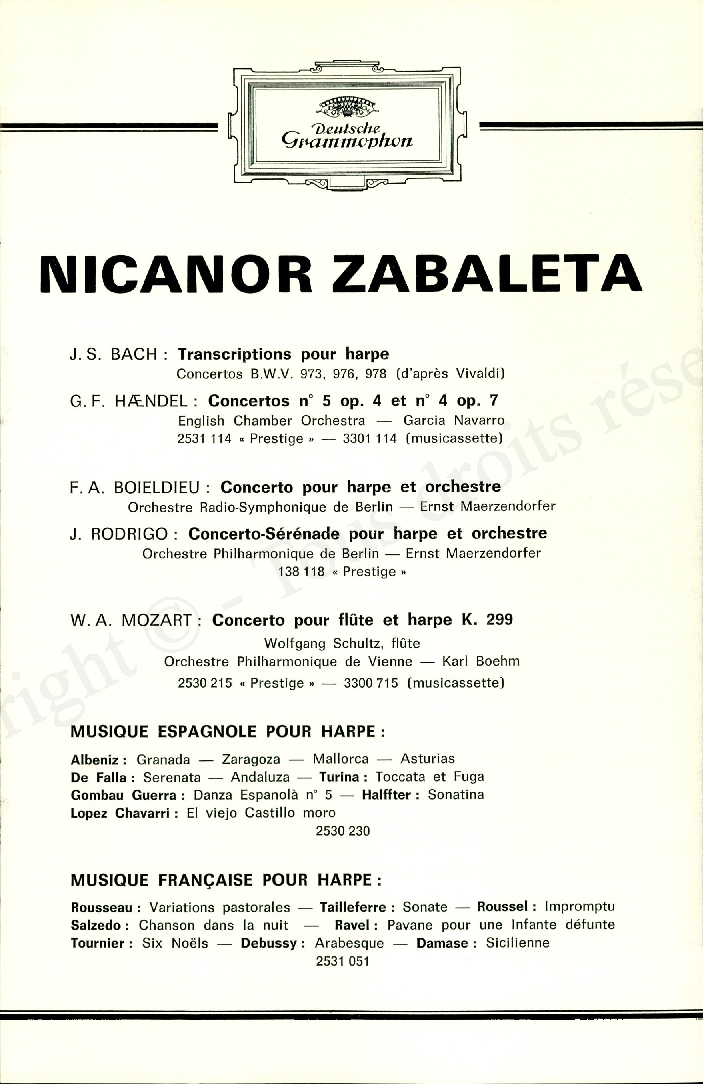 Deutsche
Grammophon
NICANOR ZABALETA
J. S. BACH : Transcriptions pour harpe
Concertos B.W.V. 973, 976, 978 (d'après Vivaldi)
G. F. HÆNDEL : Concertos n° 5 op. 4 et n° 4 op. 7
English Chamber Orchestra — Garcia Navarro
2531 114 « Prestige » — 3301 114 (musicassette)
F. A. BOIELDIEU : Concerto pour harpe et orchestre
Orchestre Radio-Symphonique de Berlin — Ernst Maerzendorfer
J. RODRIGO : Concerto-Sérénade pour harpe et orchestre
Orchestre Philharmonique de Berlin — Ernst Maerzendorfer
138 118 « Prestige »
W. A. MOZART : Concerto pour flûte et harpe K. 299
Wolfgang Schultz, flûte
Orchestre Philharmonique de Vienne — Karl Boehm
2530 215 « Prestige » — 3300 715 (musicassette)
MUSIQUE ESPAGNOLE POUR HARPE :
Albeniz : Granada — Zaragoza — Mallorca — Asturias
De Falla : Serenata — Andaluza — Turina : Toccata et Fuga
Gombau Guerra : Danza Espanolà n° 5 — Halffter : Sonatina
Lopez Chavarri : El viejo Castillo moro
2530 230
MUSIQUE FRANÇAISE POUR HARPE :
Rousseau : Variations pastorales — Tailleferre : Sonate — Roussel : Impromptu
Salzedo : Chanson dans la nuit — Ravel : Pavane pour une Infante défunte
Tournier : Six Noëls — Debussy : Arabesque — Damase : Sicilienne
2531 051
right © - Tous droits rése